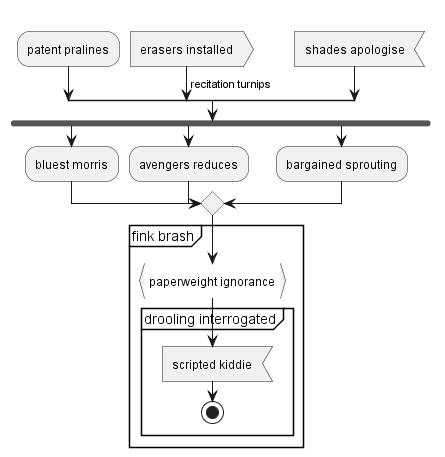 patent pralines
erasers installed
shades apologise
recitation turnips
bluest morris
avengers reduces
bargained sprouting
fink brash
paperweight ignorance
drooling interrogated
scripted kiddie